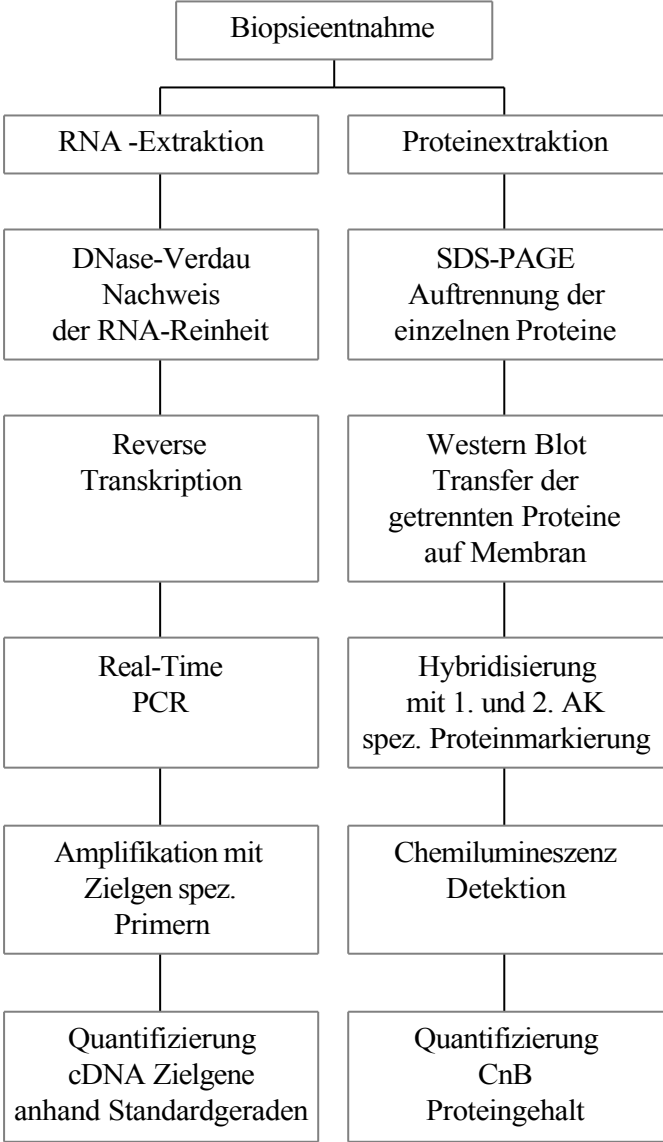 Biopsieentnahme
RNA -Extraktion
DNase-Verdau
Nachweis
der RNA-Reinheit
Reverse
Transkription
Real-Time
PCR
Amplifikation mit
Zielgen spez.
Primern
Quantifizierung
cDNA Zielgene
anhand Standardgeraden
Proteinextraktion
SDS-PAGE
Auftrennung der
einzelnen Proteine
Western Blot
Transfer der
getrennten Proteine
auf Membran
Hybridisierung
mit 1. und 2. AK
spez. Proteinmarkierung
Chemilumineszenz
Detektion
Quantifizierung
CnB
Proteingehalt